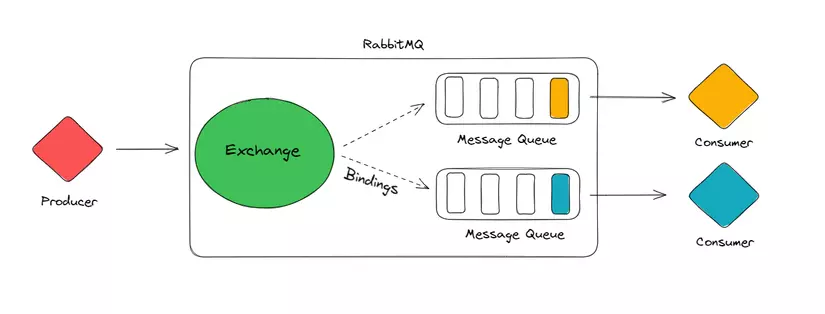 RabbitMQ
Producer
Exchange
Bindings
Message Queue
Message Queue
Consumer
Consumer